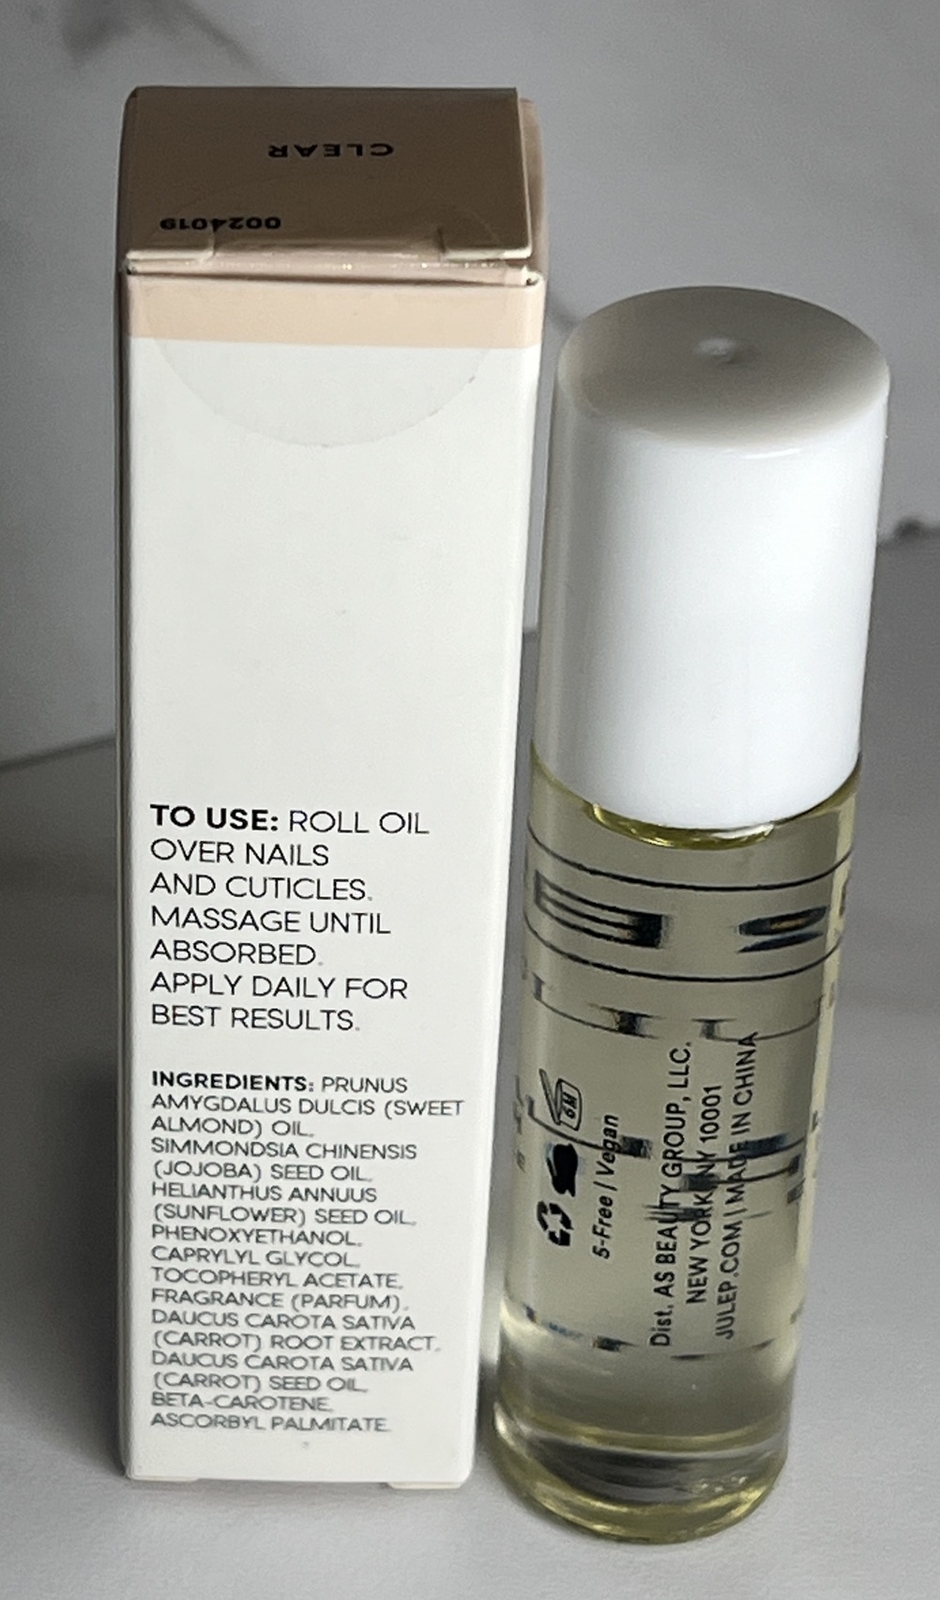 CLEAR
0024019
TO USE: ROLL OIL
OVER NAILS
AND CUTICLES.
MASSAGE UNTIL
ABSORBED.
APPLY DAILY FOR
BEST RESULTS.
INGREDIENTS: PRUNUS
AMYGDALUS DULCIS (SWEET
ALMOND) OIL,
SIMMONDSIA CHINENSIS
(JOJOBA) SEED OIL,
HELIANTHUS ANNUUS
(SUNFLOWER) SEED OIL,
PHENOXYETHANOL,
CAPRYLYL GLYCOL,
TOCOPHERYL ACETATE,
FRAGRANCE (PARFUM),
DAUCUS CAROTA SATIVA
(CARROT) ROOT EXTRACT,
DAUCUS CAROTA SATIVA
(CARROT) SEED OIL,
BETA-CAROTENE,
ASCORBYL PALMITATE.
6M
5-Free | Vegan
Dist. AS BEAUTY GROUP, LLC.
NEW YORK, NY 10001
JULEP.COM | MADE IN CHINA